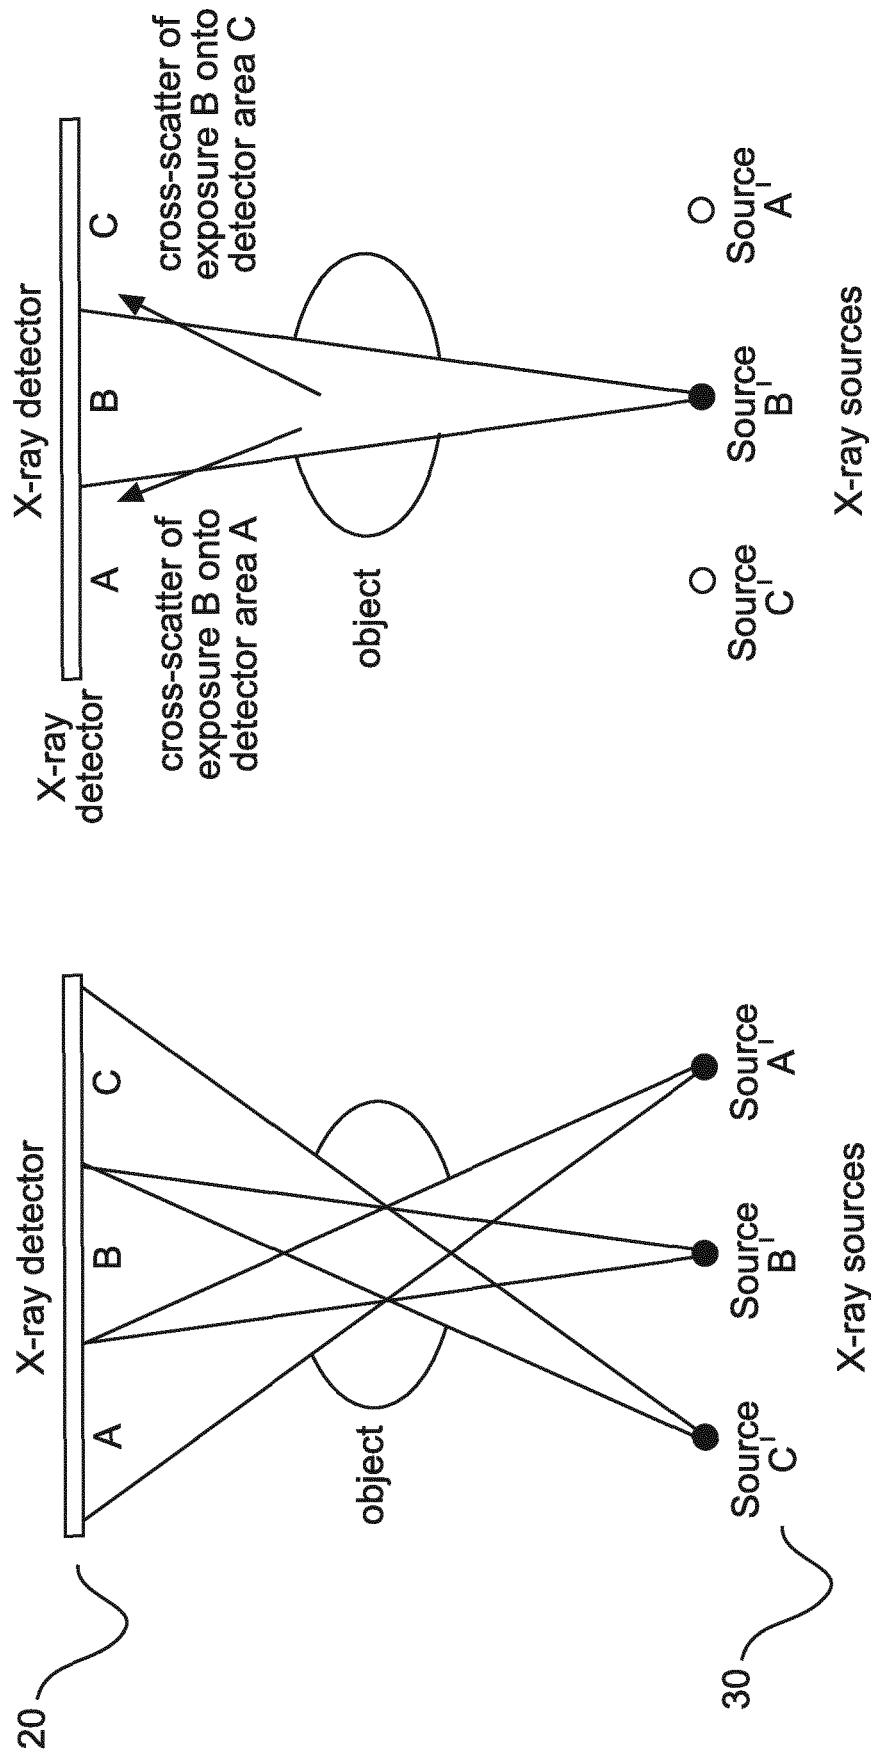 20
X-ray detector
A
B
C
object
Source
C
Source
B
Source
A
30
X-ray sources
X-ray
detector
X-ray detector
A
B
C
cross-scatter of
exposure B onto
detector area A
cross-scatter of
exposure B onto
detector area C
object
Source
C
Source
B
Source
A
X-ray sources